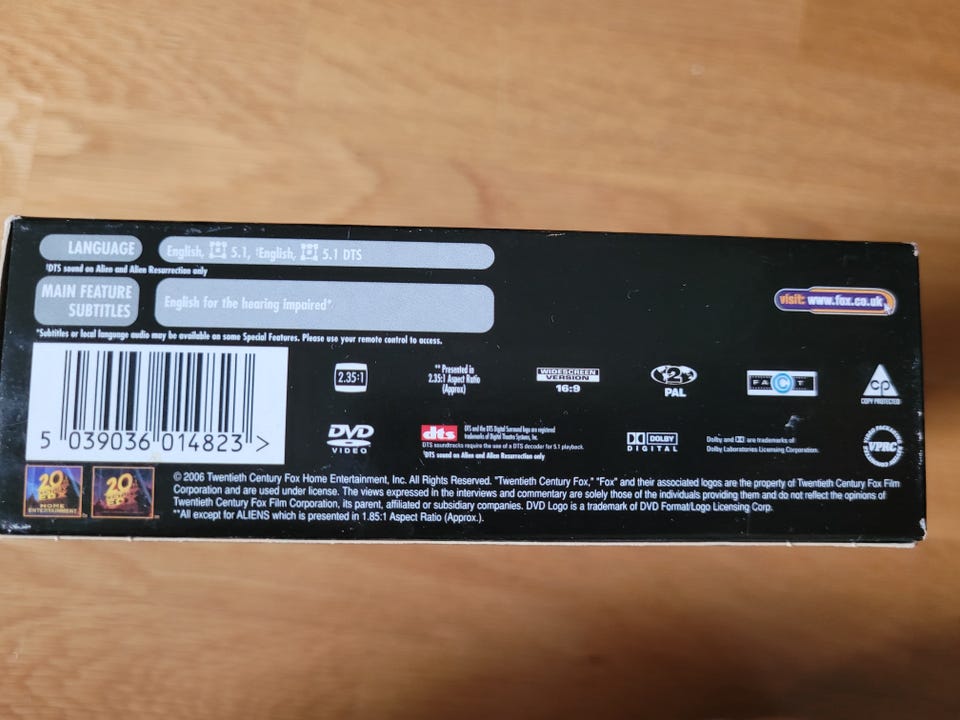 LANGUAGE
English, 5.1, †English, 5.1 DTS
†DTS sound on Alien and Alien Resurrection only
MAIN FEATURE
SUBTITLES
English for the hearing impaired*
*Subtitles or local language audio may be available on some Special Features. Please use your remote control to access.
visit: www.fox.co.uk
5 039036 014823 >
2.35:1
** Presented in
2.35:1 Aspect Ratio
(Approx)
WIDESCREEN
VERSION
16:9
2
PAL
FACT
CP
COPY PROTECTED
DVD
VIDEO
dts
DTS and the DTS Digital Surround logo are registered
trademarks of Digital Theatre Systems, Inc.
DTS soundtracks require the use of a DTS decoder for 5.1 playback.
†DTS sound on Alien and Alien Resurrection only
DOLBY
DIGITAL
Dolby and are trademarks of
Dolby Laboratories Licensing Corporation.
VPRC
20
FOX
HOME
ENTERTAINMENT
20
© 2006 Twentieth Century Fox Home Entertainment, Inc. All Rights Reserved. "Twentieth Century Fox," "Fox" and their associated logos are the property of Twentieth Century Fox Film
Corporation and are used under license. The views expressed in the interviews and commentary are solely those of the individuals providing them and do not reflect the opinions of
Twentieth Century Fox Film Corporation, its parent, affiliated or subsidiary companies. DVD Logo is a trademark of DVD Format/Logo Licensing Corp.
**All except for ALIENS which is presented in 1.85:1 Aspect Ratio (Approx.).